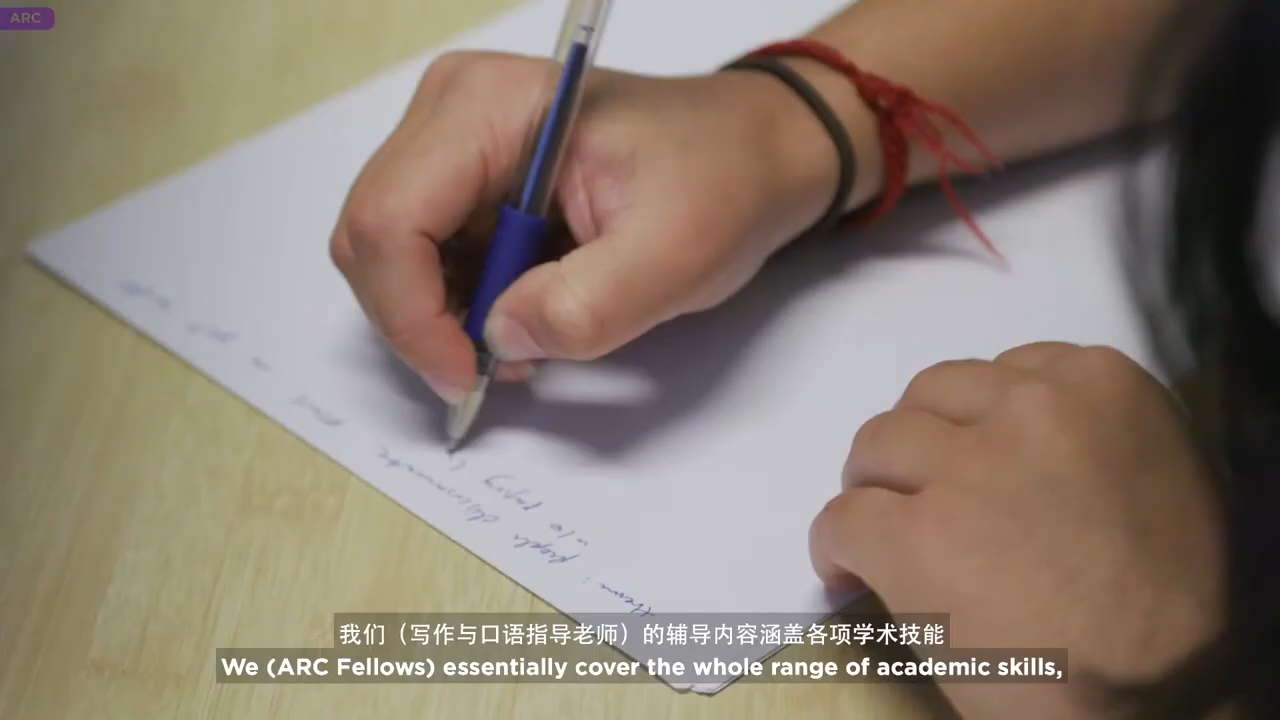 ARC
我们（写作与口语指导老师）的辅导内容涵盖各项学术技能
We (ARC Fellows) essentially cover the whole range of academic skills,